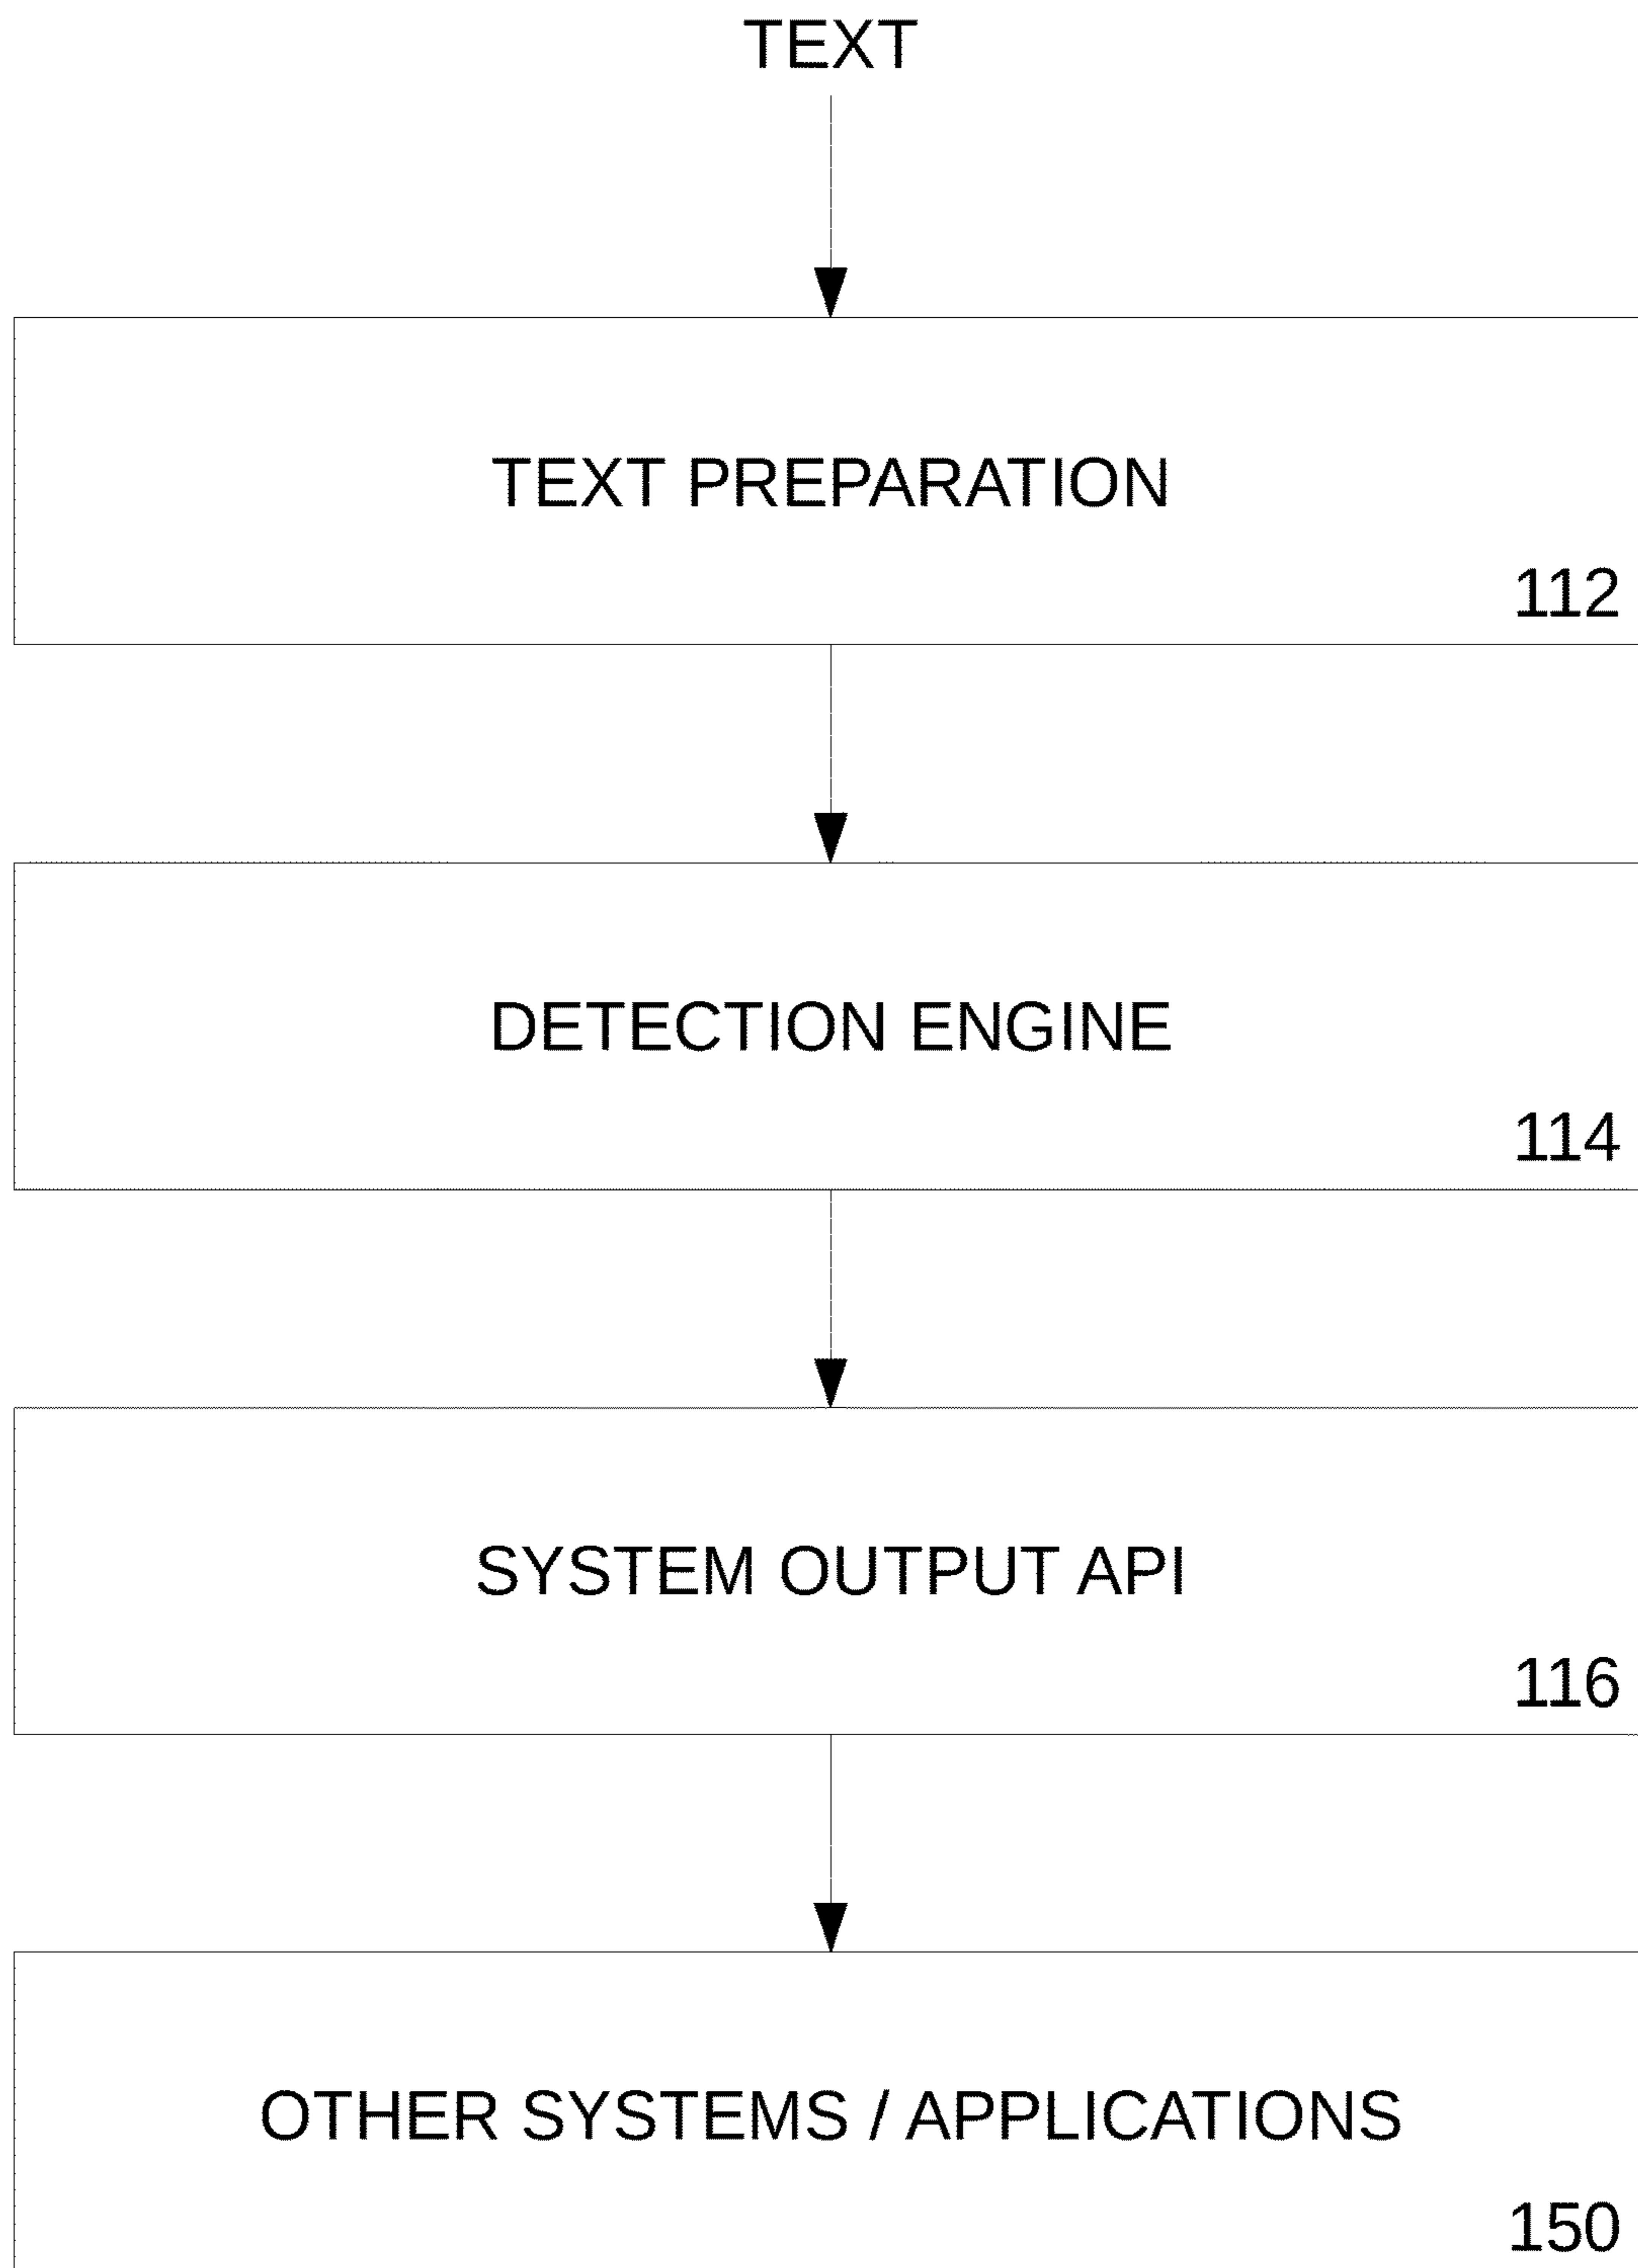 TEXT
TEXT PREPARATION
112
DETECTION ENGINE
114
SYSTEM OUTPUT API
116
OTHER SYSTEMS / APPLICATIONS
150